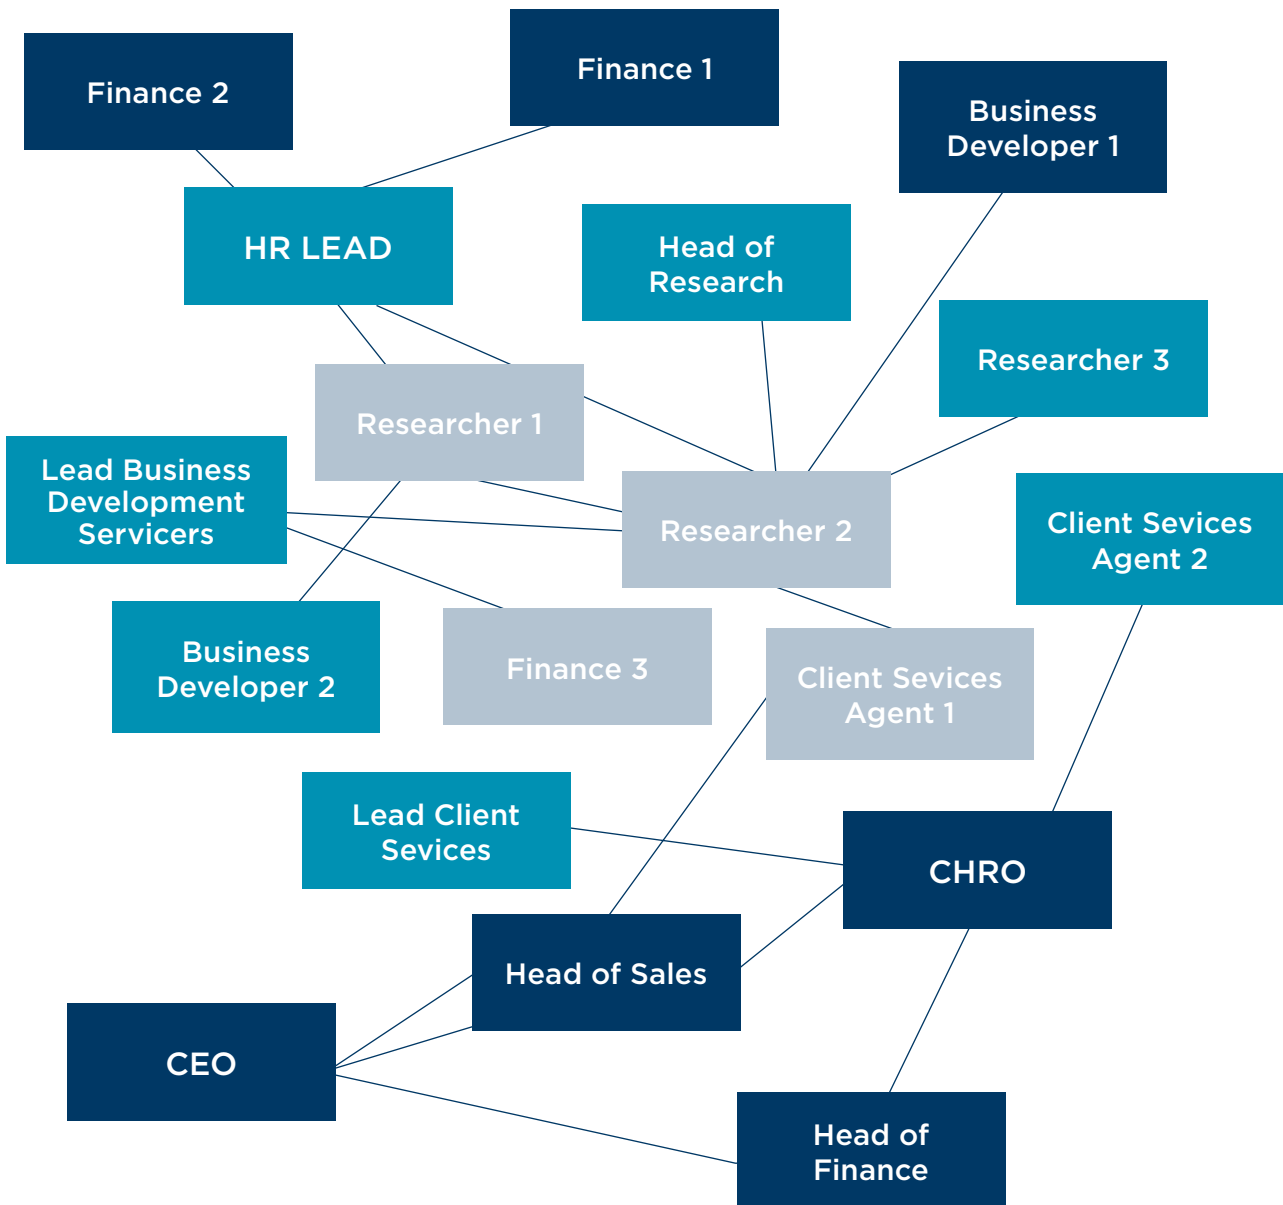 Finance 1
Finance 2
Business
Developer 1
HR LEAD
Head of
Research
Researcher 3
Researcher 1
Lead Business
Development
Servicers
Researcher 2
Client Sevices
Agent 2
Business
Developer 2
Finance 3
Client Sevices
Agent 1
Lead Client
Sevices
CHRO
Head of Sales
CEO
Head of
Finance